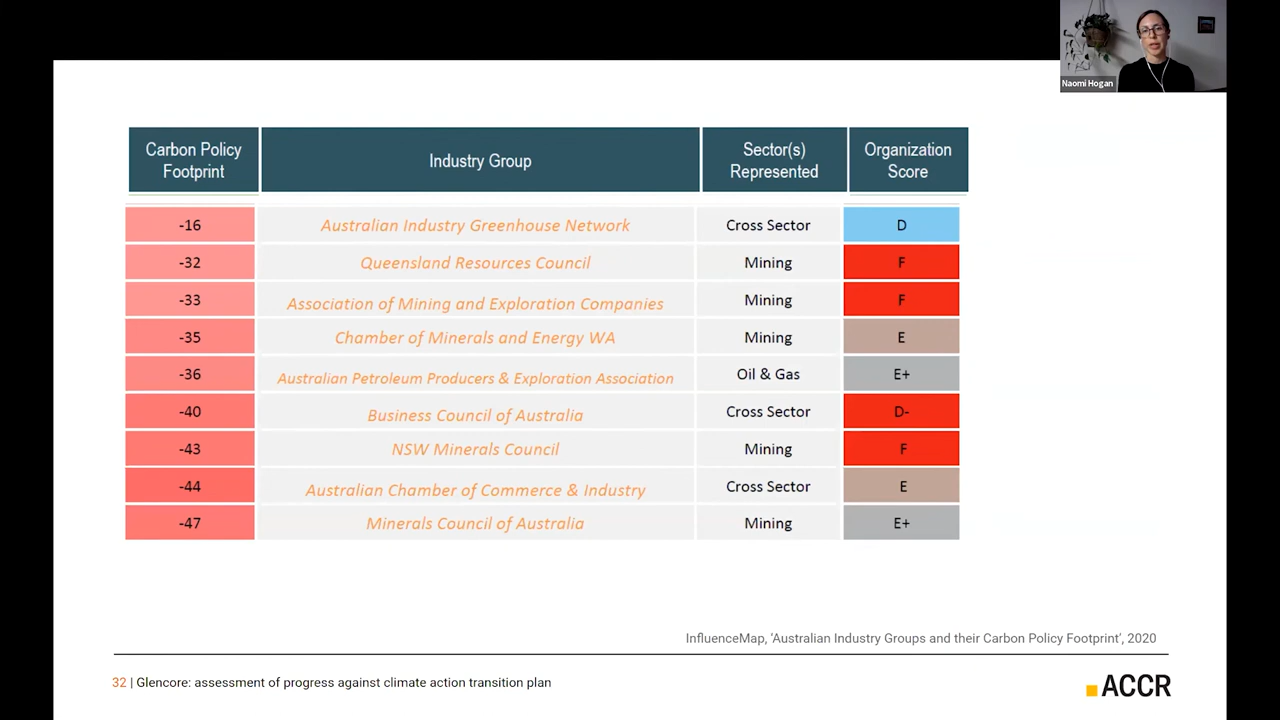 Naomi Hogan
Carbon Policy
Footprint
Industry Group
Sector(s)
Represented
Organization
Score
-16 Australian Industry Greenhouse Network Cross Sector D
-32 Queensland Resources Council Mining F
-33 Association of Mining and Exploration Companies Mining F
-35 Chamber of Minerals and Energy WA Mining E
-36 Australian Petroleum Producers & Exploration Association Oil & Gas E+
-40 Business Council of Australia Cross Sector D-
-43 NSW Minerals Council Mining F
-44 Australian Chamber of Commerce & Industry Cross Sector E
-47 Minerals Council of Australia Mining E+
InfluenceMap, ‘Australian Industry Groups and their Carbon Policy Footprint’, 2020
32 | Glencore: assessment of progress against climate action transition plan
ACCR